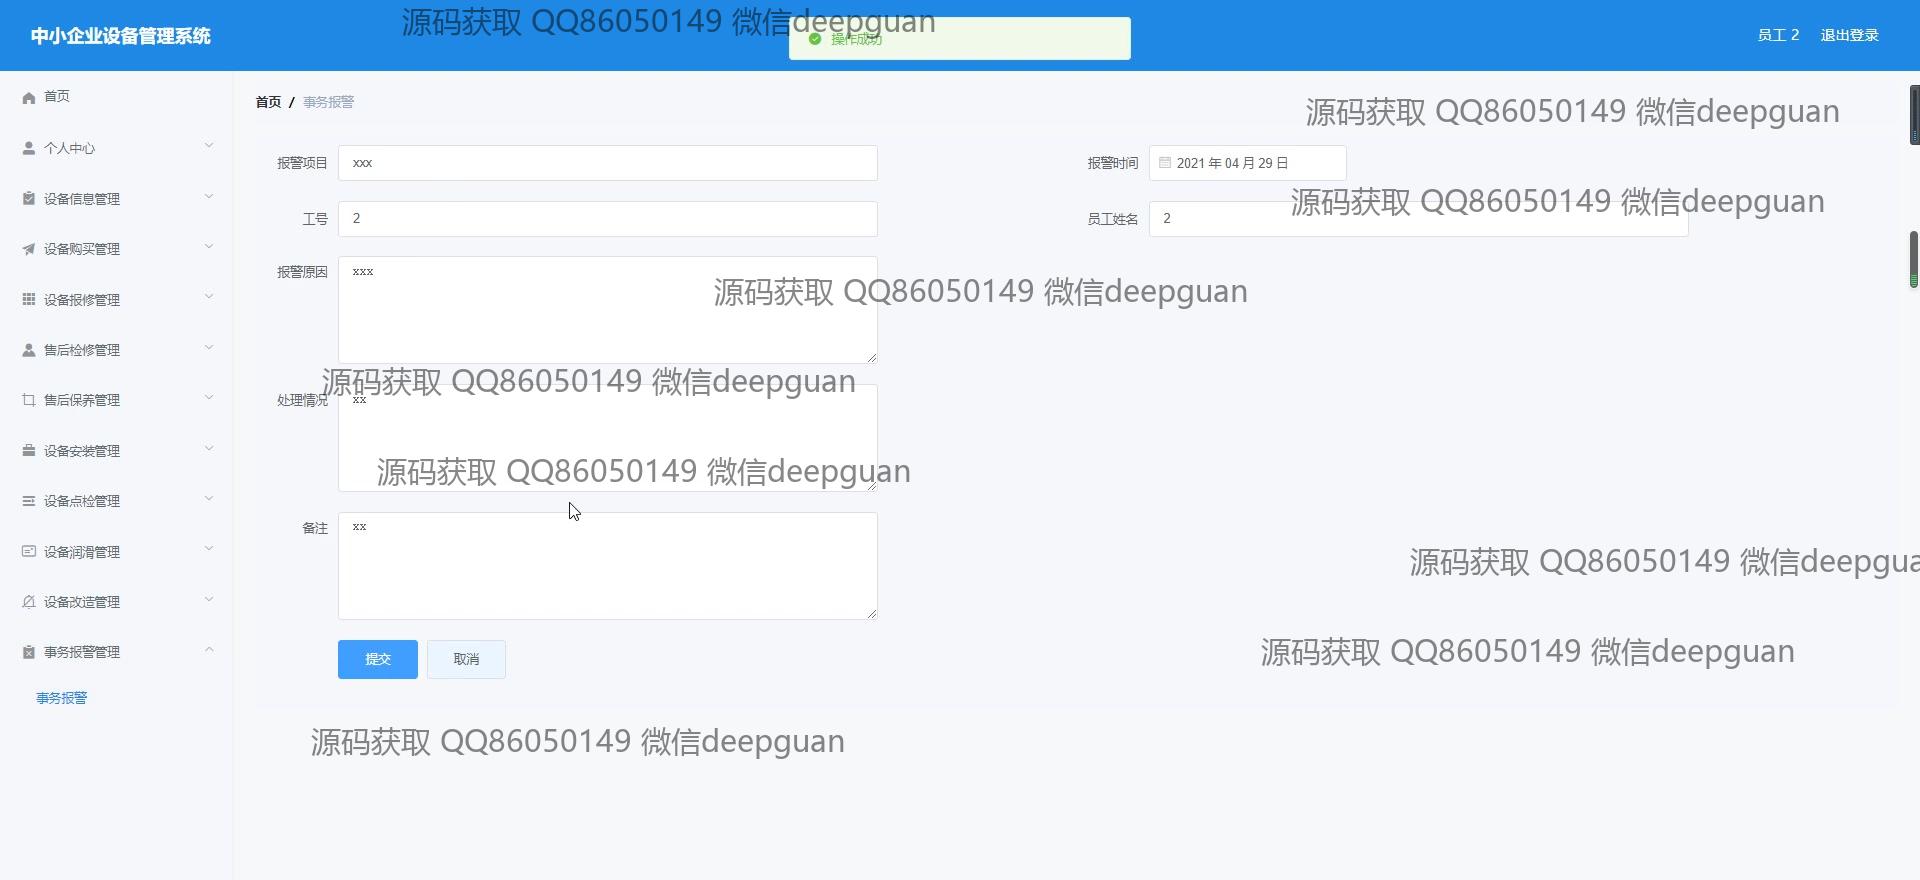 中小企业设备管理系统
源码获取 QQ86050149 微信deepguan
操作成功
员工 2
退出登录
首页
个人中心
设备信息管理
设备购买管理
设备报修管理
售后检修管理
售后保养管理
设备安装管理
设备点检管理
设备润滑管理
设备改造管理
事务报警管理
事务报警
首页 / 事务报警
源码获取 QQ86050149 微信deepguan
报警项目 xxx
报警时间 2021 年 04 月 29 日
源码获取 QQ86050149 微信deepguan
工号 2
员工姓名 2
报警原因 xxx
源码获取 QQ86050149 微信deepguan
源码获取 QQ86050149 微信deepguan
处理情况 xx
源码获取 QQ86050149 微信deepguan
备注 xx
源码获取 QQ86050149 微信deepgua
源码获取 QQ86050149 微信deepguan
提交
取消
源码获取 QQ86050149 微信deepguan